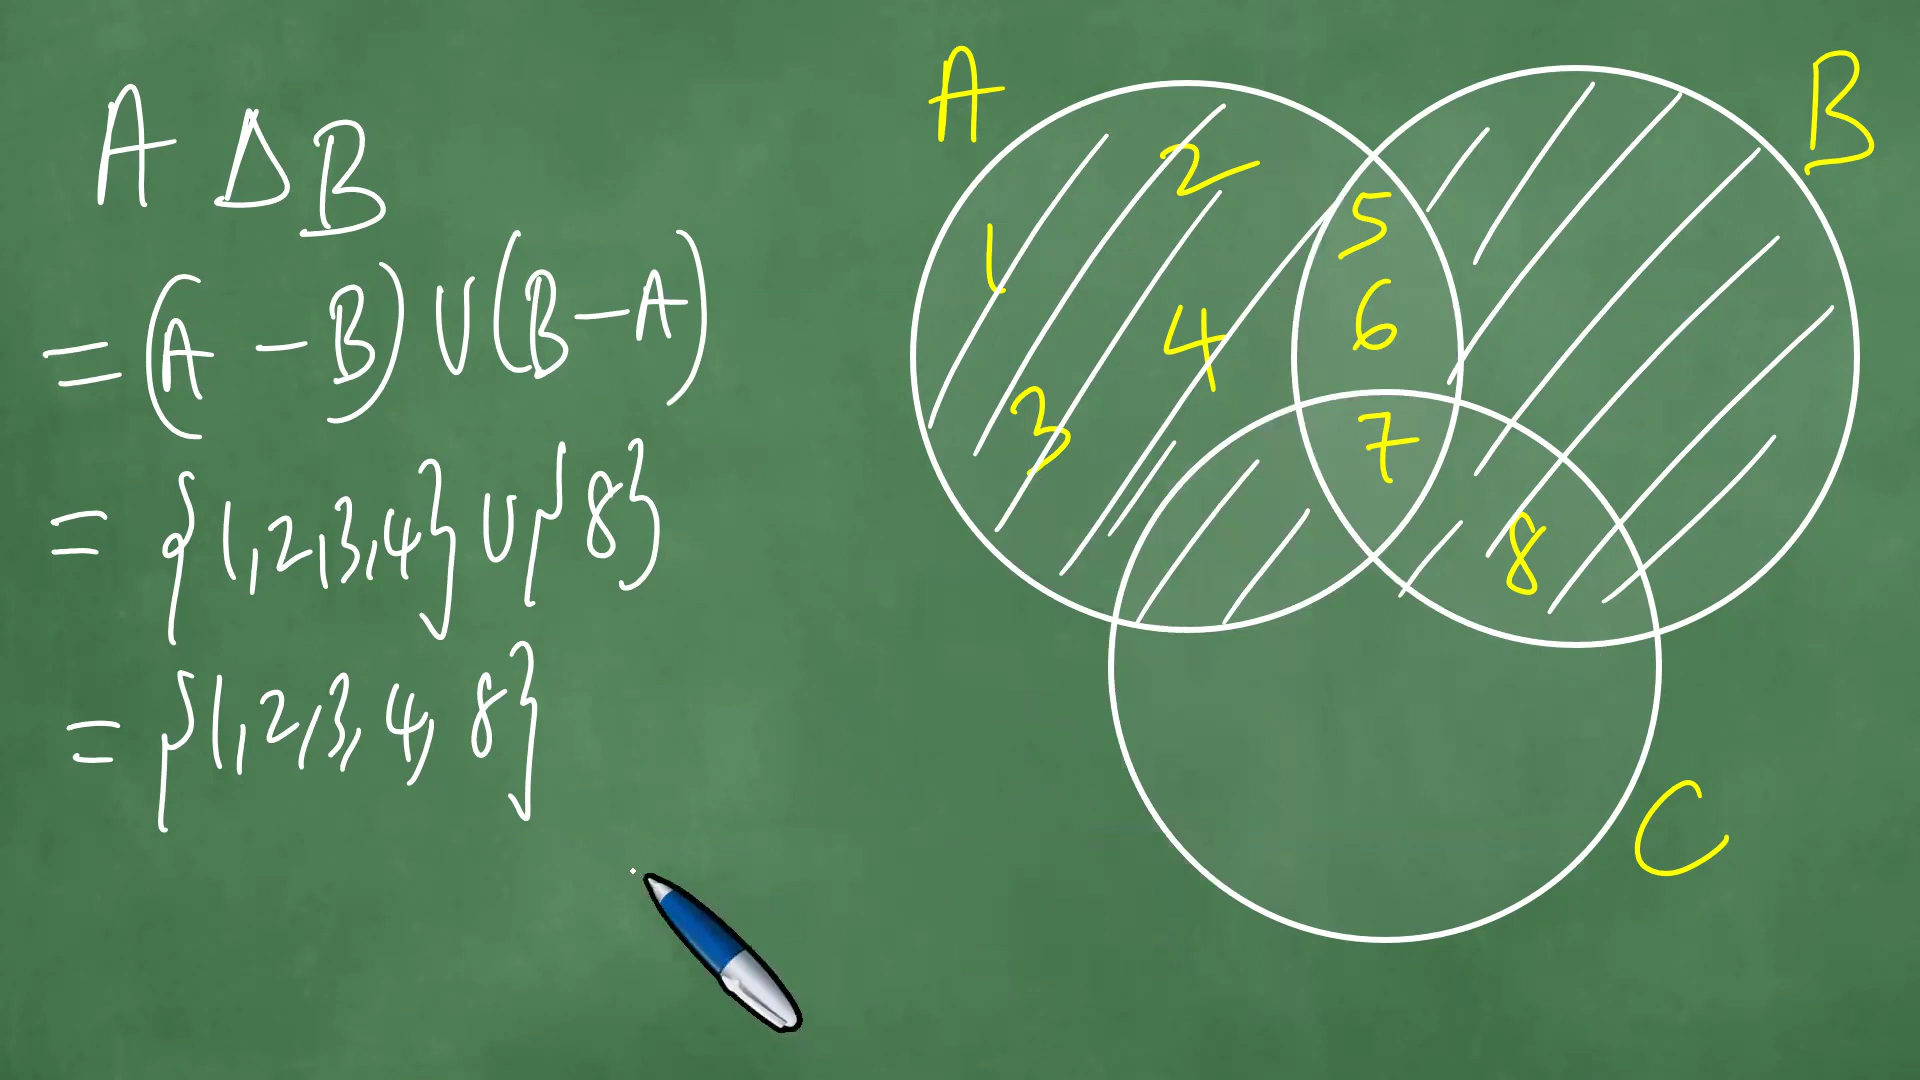 A Δ B
= (A − B) ∪ (B − A)
= {1,2,3,4} ∪ {8}
= {1,2,3,4,8}
A
B
1
2
3
4
5
6
7
8
C